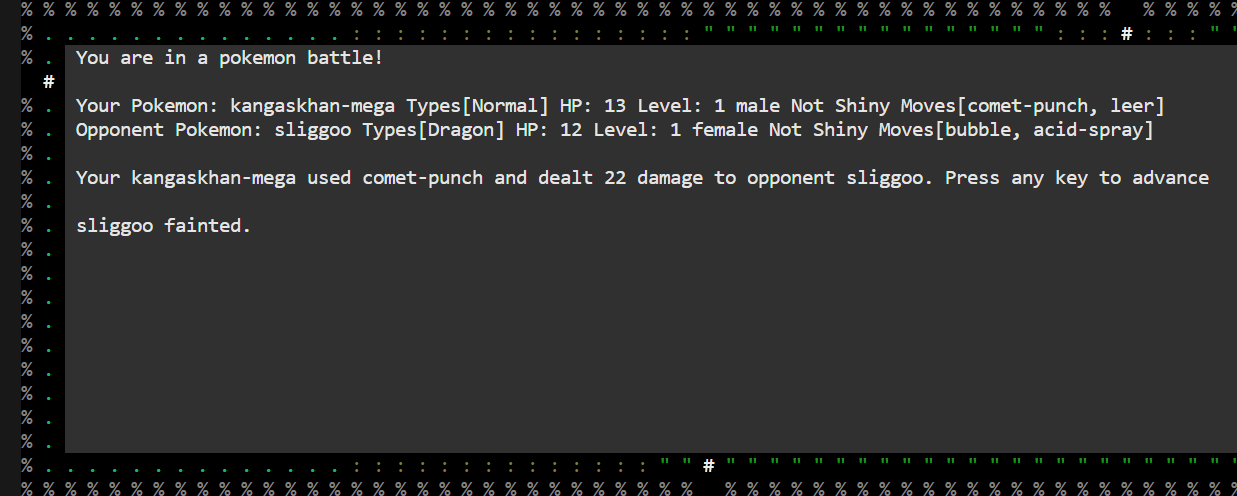 You are in a pokemon battle!
Your Pokemon: kangaskhan-mega Types[Normal] HP: 13 Level: 1 male Not Shiny Moves[comet-punch, leer]
Opponent Pokemon: sliggoo Types[Dragon] HP: 12 Level: 1 female Not Shiny Moves[bubble, acid-spray]
Your kangaskhan-mega used comet-punch and dealt 22 damage to opponent sliggoo. Press any key to advance
sliggoo fainted.